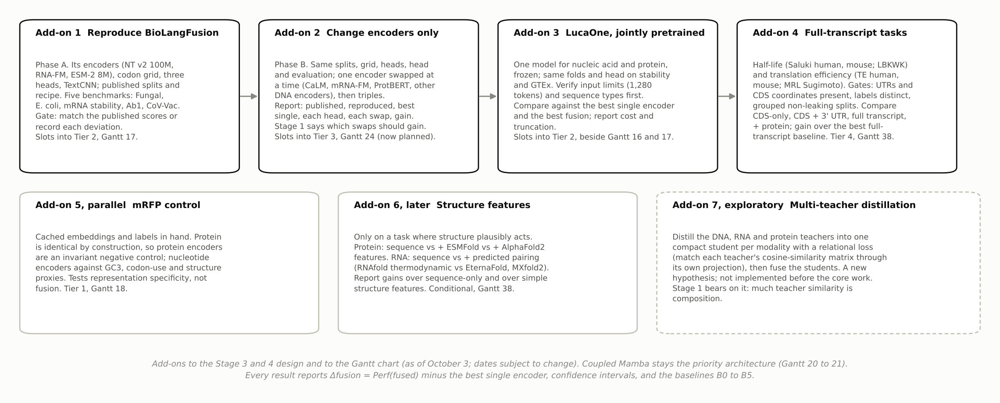 Add-on 1  Reproduce BioLangFusion
Phase A. Its encoders (NT v2 100M,
RNA-FM, ESM-2 8M), codon grid, three
heads, TextCNN; published splits and
recipe. Five benchmarks: Fungal,
E. coli, mRNA stability, Ab1, CoV-Vac.
Gate: match the published scores or
record each deviation.
Slots into Tier 2, Gantt 17.
Add-on 2  Change encoders only
Phase B. Same splits, grid, heads, head
and evaluation; one encoder swapped at
a time (CaLM, mRNA-FM, ProtBERT, other
DNA encoders), then triples.
Report: published, reproduced, best
single, each head, each swap, gain.
Stage 1 says which swaps should gain.
Slots into Tier 3, Gantt 24 (now planned).
Add-on 3  LucaOne, jointly pretrained
One model for nucleic acid and protein,
frozen; same folds and head on stability
and GTEx. Verify input limits (1,280
tokens) and sequence types first.
Compare against the best single encoder
and the best fusion; report cost and
truncation.
Slots into Tier 2, beside Gantt 16 and 17.
Add-on 4  Full-transcript tasks
Half-life (Saluki human, mouse; LBKWK)
and translation efficiency (TE human,
mouse; MRL Sugimoto). Gates: UTRs and
CDS coordinates present, labels distinct,
grouped non-leaking splits. Compare
CDS-only, CDS + 3' UTR, full transcript,
+ protein; gain over the best full-
transcript baseline. Tier 4, Gantt 38.
Add-on 5, parallel  mRFP control
Cached embeddings and labels in hand. Protein
is identical by construction, so protein encoders
are an invariant negative control; nucleotide
encoders against GC3, codon-use and structure
proxies. Tests representation specificity, not
fusion. Tier 1, Gantt 18.
Add-on 6, later  Structure features
Only on a task where structure plausibly acts.
Protein: sequence vs + ESMFold vs + AlphaFold2
features. RNA: sequence vs + predicted pairing
(RNAfold thermodynamic vs EternaFold, MXfold2).
Report gains over sequence-only and over simple
structure features. Conditional, Gantt 38.
Add-on 7, exploratory  Multi-teacher distillation
Distill the DNA, RNA and protein teachers into one
compact student per modality with a relational loss
(match each teacher's cosine-similarity matrix through
its own projection), then fuse the students. A new
hypothesis; not implemented before the core work.
Stage 1 bears on it: much teacher similarity is
composition.
Add-ons to the Stage 3 and 4 design and to the Gantt chart (as of October 3; dates subject to change). Coupled Mamba stays the priority architecture (Gantt 20 to 21).
Every result reports Δfusion = Perf(fused) minus the best single encoder, confidence intervals, and the baselines B0 to B5.